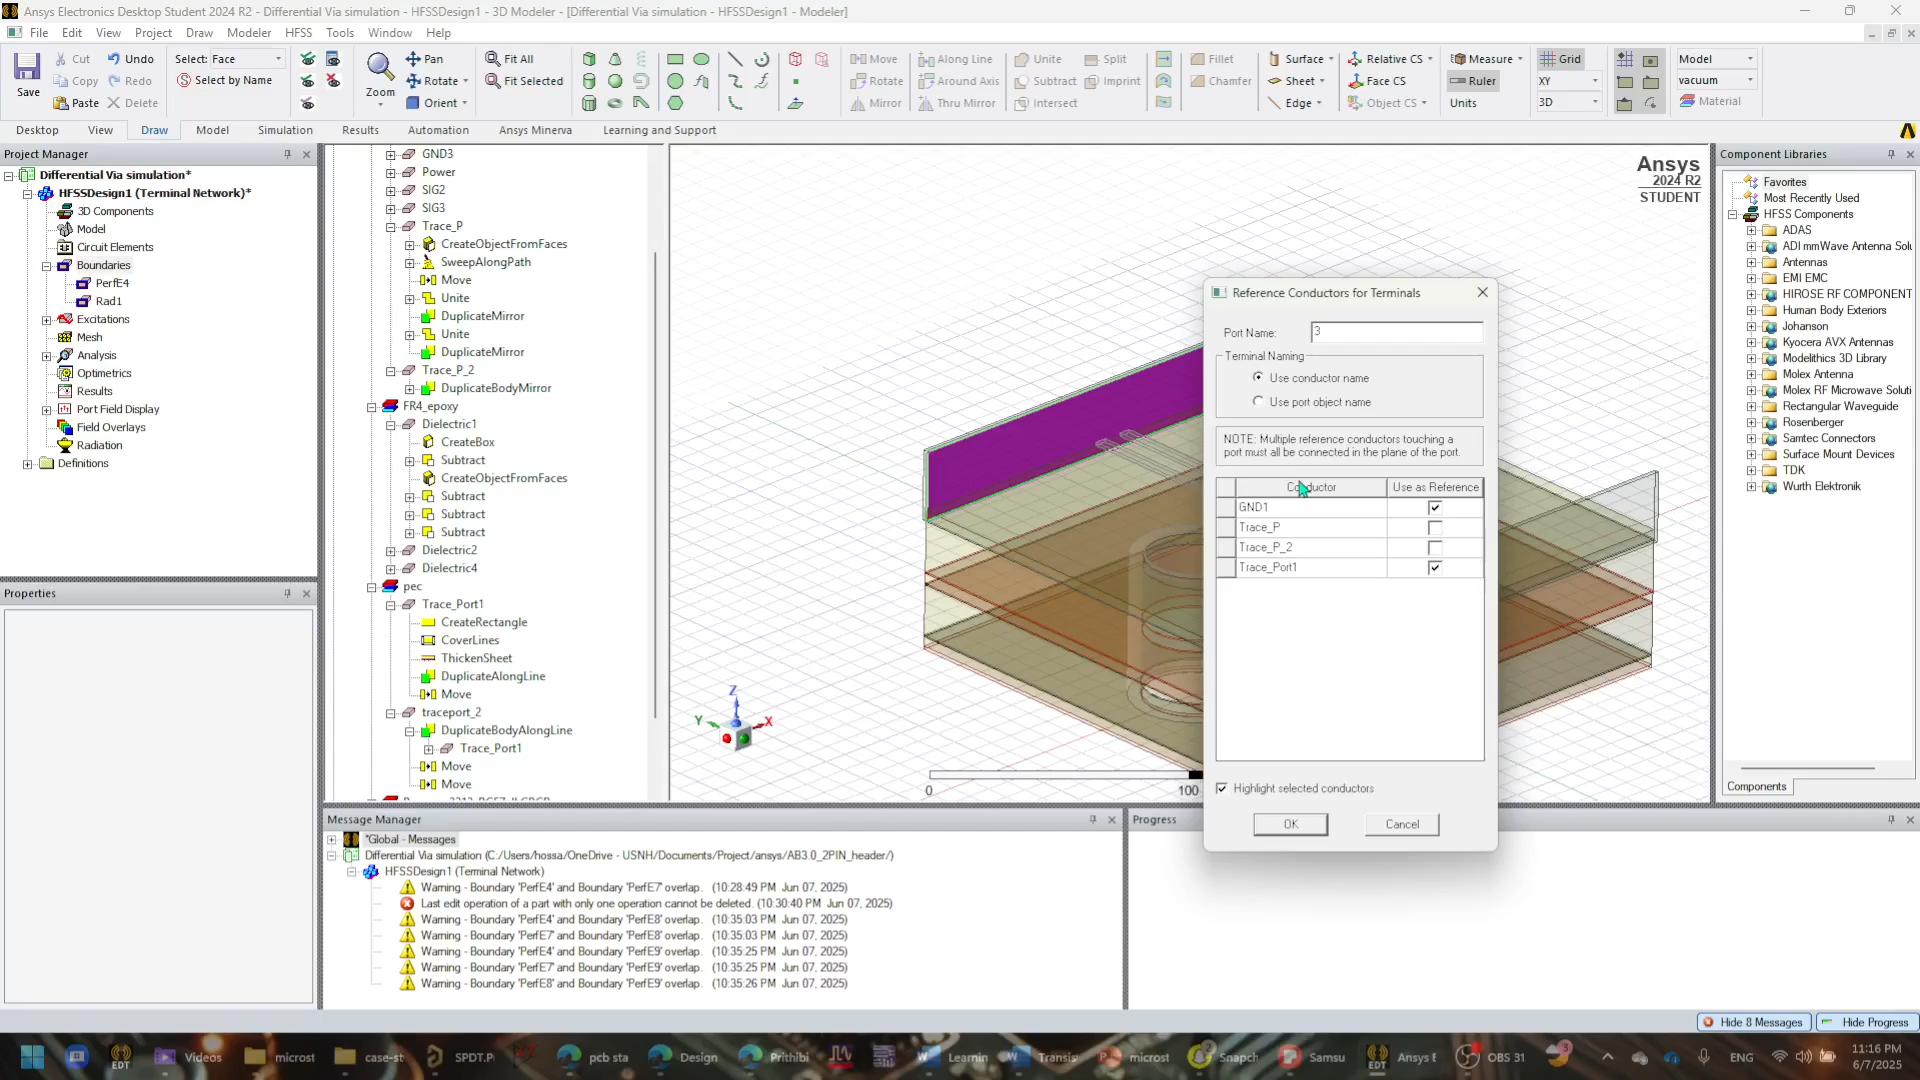 Ansys Electronics Desktop Student 2024 R2 - Differential Via simulation - HFSSDesign1 - 3D Modeler - [Differential Via simulation - HFSSDesign1 - Modeler]
File Edit View Project Draw Modeler HFSS Tools Window Help
Save
Cut
Copy
Paste
Undo
Redo
Delete
Select: Face
Select by Name
Zoom
Pan
Rotate
Orient
Fit All
Fit Selected
Move
Rotate
Mirror
Along Line
Around Axis
Thru Mirror
Unite
Subtract
Intersect
Split
Imprint
Fillet
Chamfer
Surface
Sheet
Edge
Relative CS
Face CS
Object CS
Measure
Ruler
Units
Grid
XY
3D
Model
vacuum
Material
Desktop View Draw Model Simulation Results Automation Ansys Minerva Learning and Support
Project Manager
Differential Via simulation*
HFSSDesign1 (Terminal Network)*
3D Components
Model
Circuit Elements
Boundaries
PerfE4
Rad1
Excitations
Mesh
Analysis
Optimetrics
Results
Port Field Display
Field Overlays
Radiation
Definitions
Properties
GND3
Power
SIG2
SIG3
Trace_P
CreateObjectFromFaces
SweepAlongPath
Move
Unite
DuplicateMirror
Unite
DuplicateMirror
Trace_P_2
DuplicateBodyMirror
FR4_epoxy
Dielectric1
CreateBox
Subtract
CreateObjectFromFaces
Subtract
Subtract
Subtract
Dielectric2
Dielectric4
pec
Trace_Port1
CreateRectangle
CoverLines
ThickenSheet
DuplicateAlongLine
Move
traceport_2
DuplicateBodyAlongLine
Trace_Port1
Move
Move
Ansys
2024 R2
STUDENT
Z
Y
X
0
100
Reference Conductors for Terminals
Port Name: 3
Terminal Naming
Use conductor name
Use port object name
NOTE: Multiple reference conductors touching a
port must all be connected in the plane of the port.
Conductor Use as Reference
GND1
Trace_P
Trace_P_2
Trace_Port1
Highlight selected conductors
OK Cancel
Component Libraries
Favorites
Most Recently Used
HFSS Components
ADAS
ADI mmWave Antenna Solu
Antennas
EMI EMC
HIROSE RF COMPONENT
Human Body Exteriors
Johanson
Kyocera AVX Antennas
Modelithics 3D Library
Molex Antenna
Molex RF Microwave Soluti
Rectangular Waveguide
Rosenberger
Samtec Connectors
Surface Mount Devices
TDK
Wurth Elektronik
Components
Message Manager
*Global - Messages
Differential Via simulation (C:/Users/hossa/OneDrive - USNH/Documents/Project/ansys/AB3.0_2PIN_header/)
HFSSDesign1 (Terminal Network)
Warning - Boundary 'PerfE4' and Boundary 'PerfE7' overlap. (10:28:49 PM Jun 07, 2025)
Last edit operation of a part with only one operation cannot be deleted. (10:30:40 PM Jun 07, 2025)
Warning - Boundary 'PerfE4' and Boundary 'PerfE8' overlap. (10:35:03 PM Jun 07, 2025)
Warning - Boundary 'PerfE7' and Boundary 'PerfE8' overlap. (10:35:03 PM Jun 07, 2025)
Warning - Boundary 'PerfE4' and Boundary 'PerfE9' overlap. (10:35:25 PM Jun 07, 2025)
Warning - Boundary 'PerfE7' and Boundary 'PerfE9' overlap. (10:35:25 PM Jun 07, 2025)
Warning - Boundary 'PerfE8' and Boundary 'PerfE9' overlap. (10:35:26 PM Jun 07, 2025)
Progress
Hide 8 Messages
Hide Progress
EDT
Videos
microst
case-st
SPDT.P
pcb sta
Design
Prithibi
Learnin
Transis
microst
Snapch
Samsu
EDT
Ansys E
OBS 31
3
ENG
11:16 PM
6/7/2025